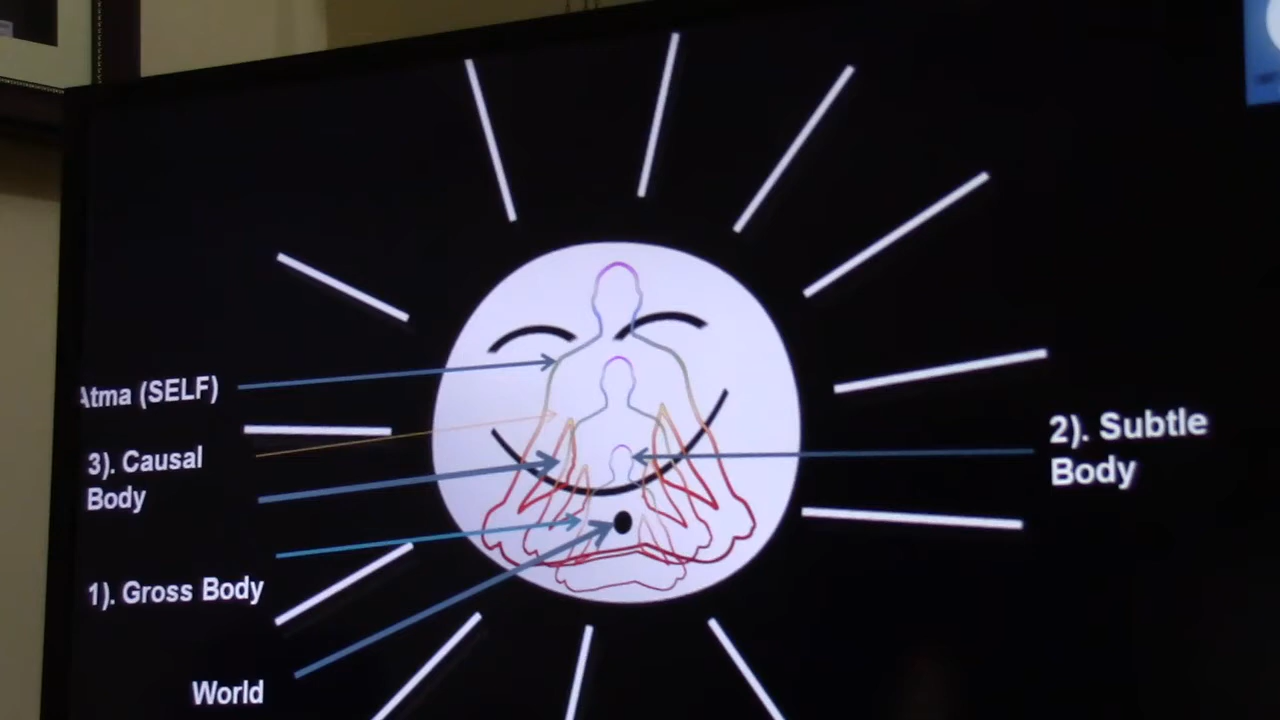 Atma (SELF)
3). Causal
Body
1). Gross Body
World
2). Subtle
Body